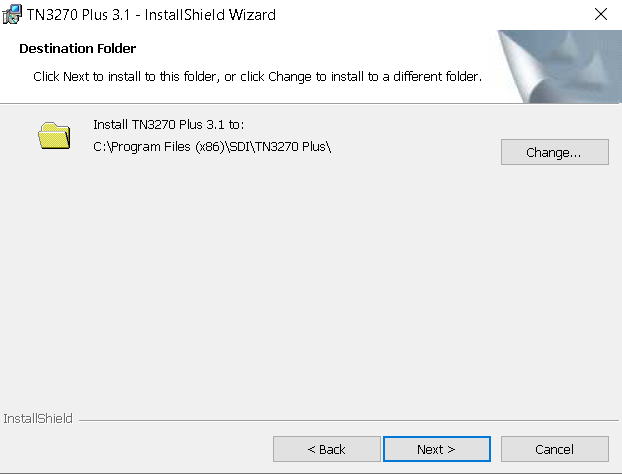 TN3270 Plus 3.1 - InstallShield Wizard
Destination Folder
Click Next to install to this folder, or click Change to install to a different folder.
Install TN3270 Plus 3.1 to:
C:\Program Files (x86)\SDI\TN3270 Plus\
Change...
InstallShield
< Back
Next >
Cancel